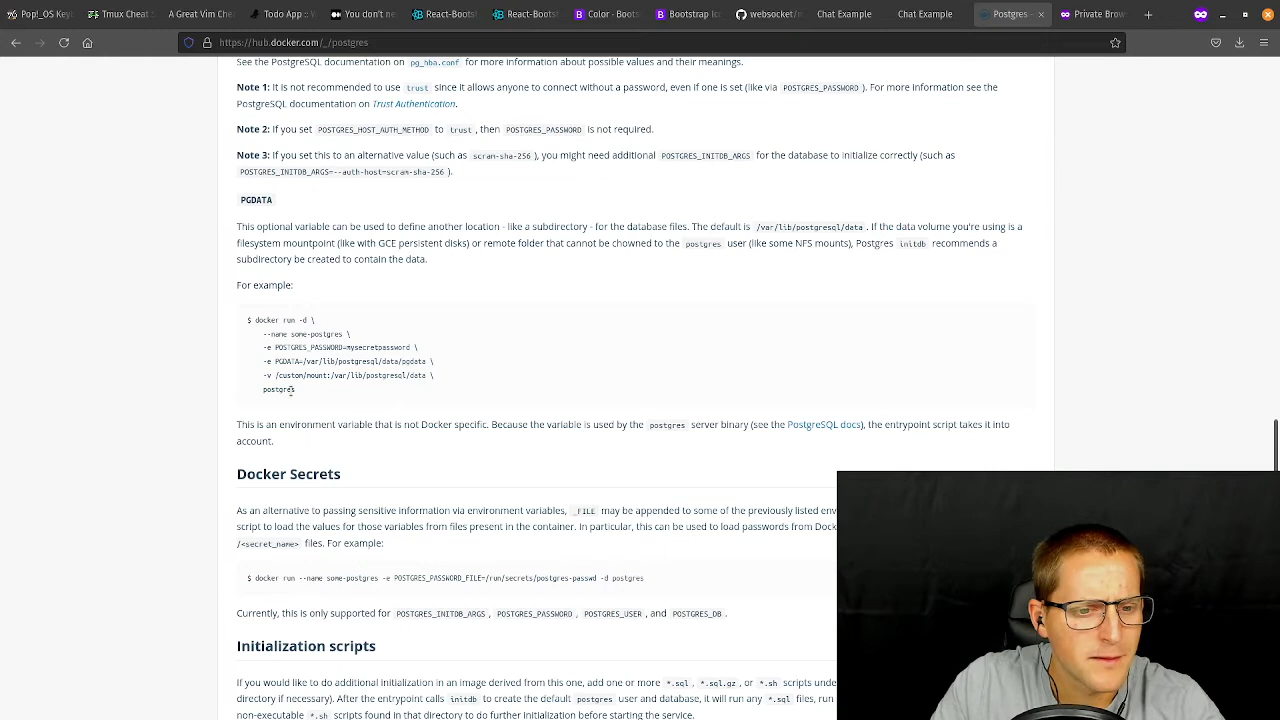 Pop!_OS Key
Tmux Cheat S
A Great Vim Chea
Todo App ::
You don't nee
React-Boots
React-Boots
Color · Boots
Bootstrap Ico
websocket/m
Chat Example
Chat Example
Postgres -
Private Brow
https://hub.docker.com/_/postgres
See the PostgreSQL documentation on pg_hba.conf for more information about possible values and their meanings.
Note 1: It is not recommended to use trust since it allows anyone to connect without a password, even if one is set (like via POSTGRES_PASSWORD ). For more information see the
PostgreSQL documentation on Trust Authentication.
Note 2: If you set POSTGRES_HOST_AUTH_METHOD to trust , then POSTGRES_PASSWORD is not required.
Note 3: If you set this to an alternative value (such as scram-sha-256 ), you might need additional POSTGRES_INITDB_ARGS for the database to initialize correctly (such as
POSTGRES_INITDB_ARGS=--auth-host=scram-sha-256 ).
PGDATA
This optional variable can be used to define another location - like a subdirectory - for the database files. The default is /var/lib/postgresql/data . If the data volume you're using is a
filesystem mountpoint (like with GCE persistent disks) or remote folder that cannot be chowned to the postgres user (like some NFS mounts), Postgres initdb recommends a
subdirectory be created to contain the data.
For example:
$ docker run -d \
--name some-postgres \
-e POSTGRES_PASSWORD=mysecretpassword \
-e PGDATA=/var/lib/postgresql/data/pgdata \
-v /custom/mount:/var/lib/postgresql/data \
postgres
This is an environment variable that is not Docker specific. Because the variable is used by the postgres server binary (see the PostgreSQL docs), the entrypoint script takes it into
account.
Docker Secrets
As an alternative to passing sensitive information via environment variables, _FILE may be appended to some of the previously listed env
script to load the values for those variables from files present in the container. In particular, this can be used to load passwords from Dock
/<secret_name> files. For example:
$ docker run --name some-postgres -e POSTGRES_PASSWORD_FILE=/run/secrets/postgres-passwd -d postgres
Currently, this is only supported for POSTGRES_INITDB_ARGS , POSTGRES_PASSWORD , POSTGRES_USER , and POSTGRES_DB .
Initialization scripts
If you would like to do additional initialization in an image derived from this one, add one or more *.sql , *.sql.gz , or *.sh scripts unde
directory if necessary). After the entrypoint calls initdb to create the default postgres user and database, it will run any *.sql files, run
non-executable *.sh scripts found in that directory to do further initialization before starting the service.